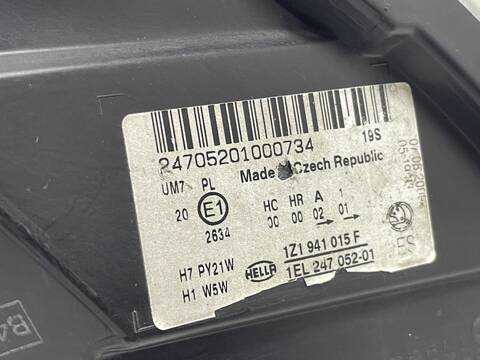 24705201000734 19S
Made Czech Republic
UM7 PL
HC HR A 1
20 E1 00 00 02 01
2634
1Z1 941 015 F
H7 PY21W HELLA 1EL 247 052-01
H1 W5W